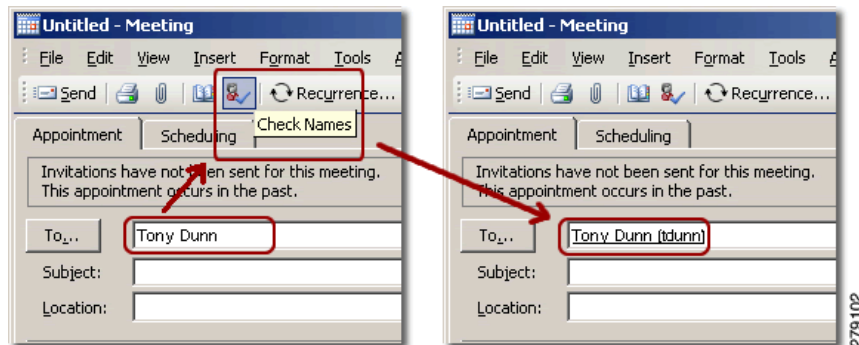 Untitled - Meeting
File Edit View Insert Format Tools A
Send Recurrence...
Check Names
Appointment Scheduling
Invitations have not been sent for this meeting.
This appointment occurs in the past.
To... Tony Dunn
Subject:
Location:
Untitled - Meeting
File Edit View Insert Format Tools A
Send Recurrence...
Appointment Scheduling
Invitations have not been sent for this meeting.
This appointment occurs in the past.
To... Tony Dunn (tdunn)
Subject:
Location:
279102